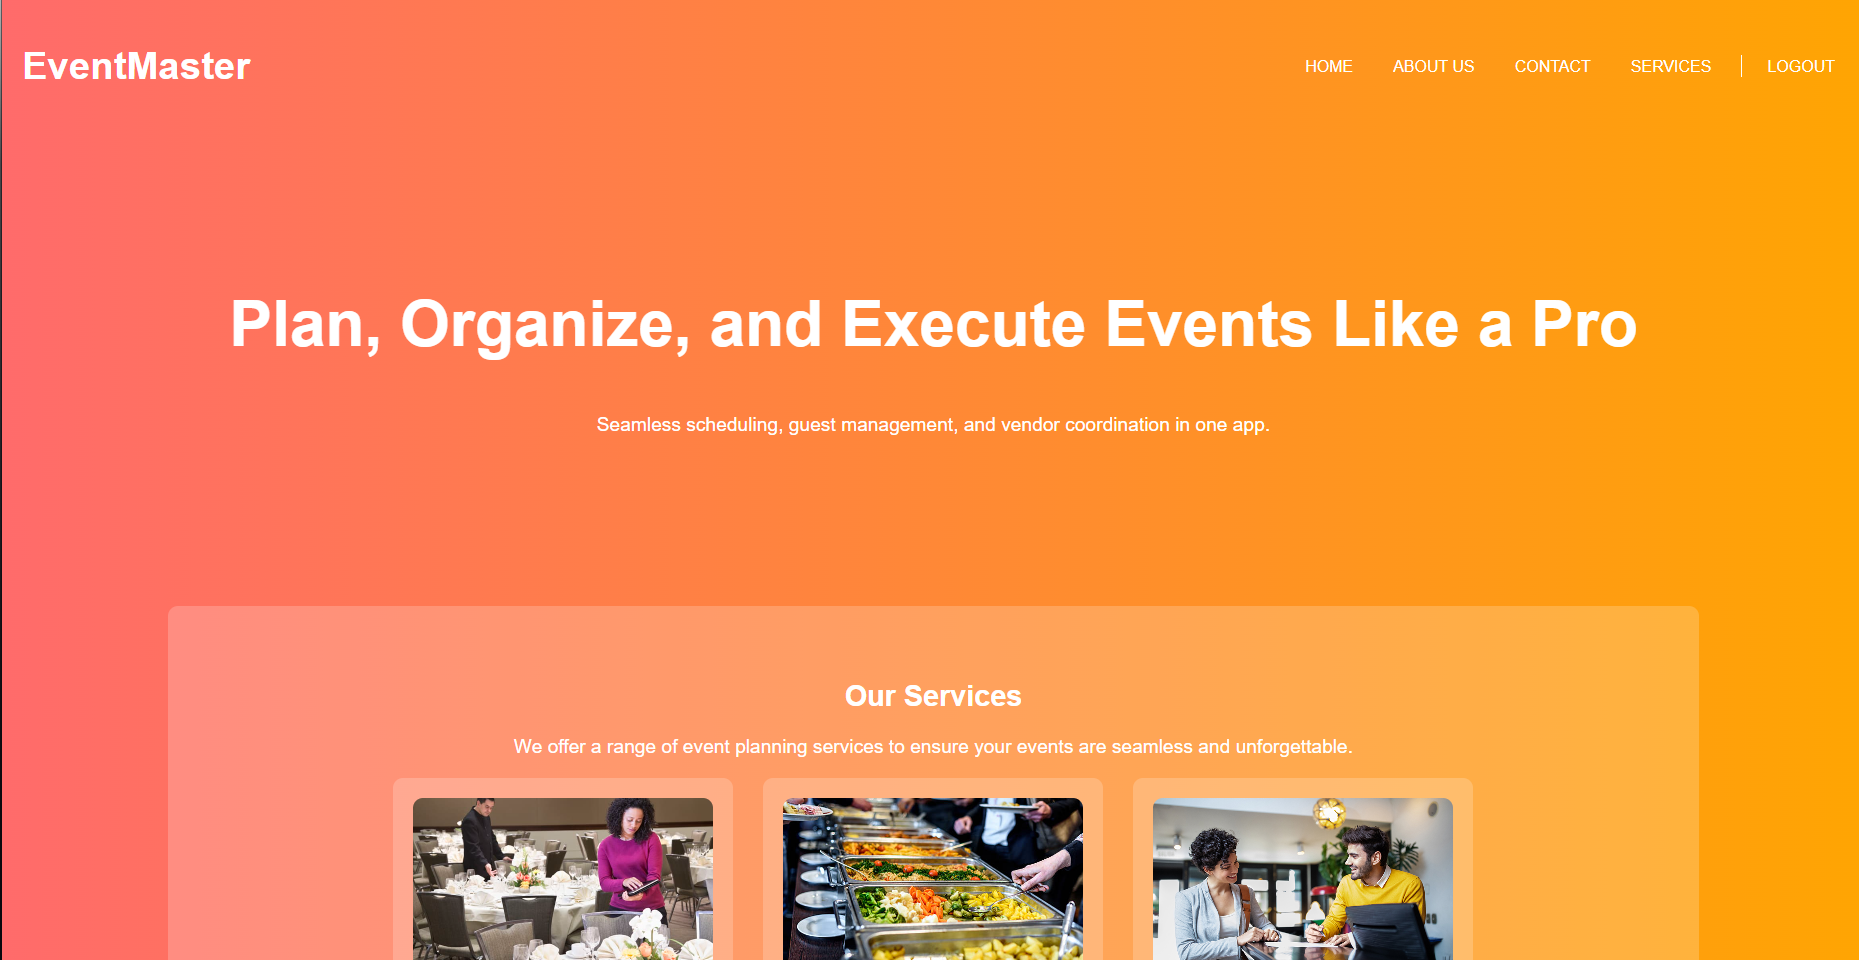 EventMaster
HOME ABOUT US CONTACT SERVICES LOGOUT
Plan, Organize, and Execute Events Like a Pro
Seamless scheduling, guest management, and vendor coordination in one app.
Our Services
We offer a range of event planning services to ensure your events are seamless and unforgettable.